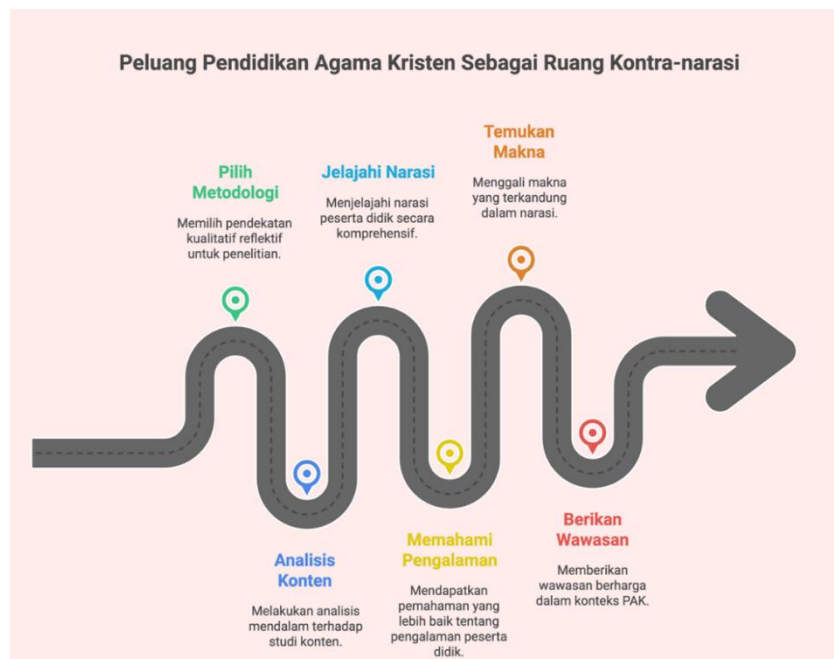 Peluang Pendidikan Agama Kristen Sebagai Ruang Kontra-narasi
Pilih
Metodologi
Memilih pendekatan
kualitatif reflektif
untuk penelitian.
Analisis
Konten
Melakukan analisis
mendalam terhadap
studi konten.
Jelajahi Narasi
Menjelajahi narasi
peserta didik secara
komprehensif.
Memahami
Pengalaman
Mendapatkan
pemahaman yang
lebih baik tentang
pengalaman peserta
didik.
Temukan
Makna
Menggali makna
yang terkandung
dalam narasi.
Berikan
Wawasan
Memberikan
wawasan berharga
dalam konteks PAK.